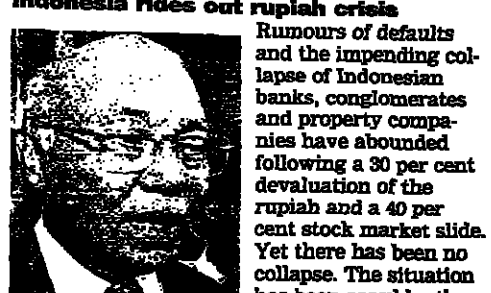 Indonesia rides out rupiah crisis
Rumours of defaults
and the impending col-
lapse of Indonesian
banks, conglomerates
and property compa-
nies have abounded
following a 30 per cent
devaluation of the
rupiah and a 40 per
cent stock market slide.
Yet there has been no
collapse. The situation
has been